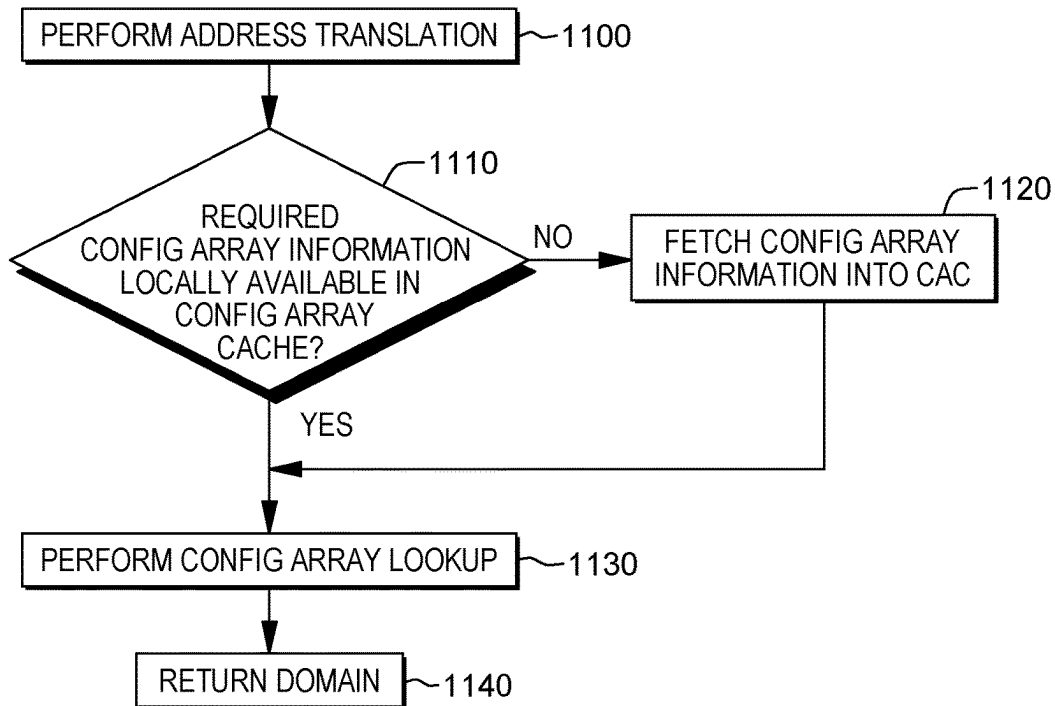 PERFORM ADDRESS TRANSLATION
1100
1110
REQUIRED
CONFIG ARRAY INFORMATION
LOCALLY AVAILABLE IN
CONFIG ARRAY
CACHE?
NO
1120
FETCH CONFIG ARRAY
INFORMATION INTO CAC
YES
PERFORM CONFIG ARRAY LOOKUP
1130
RETURN DOMAIN
1140